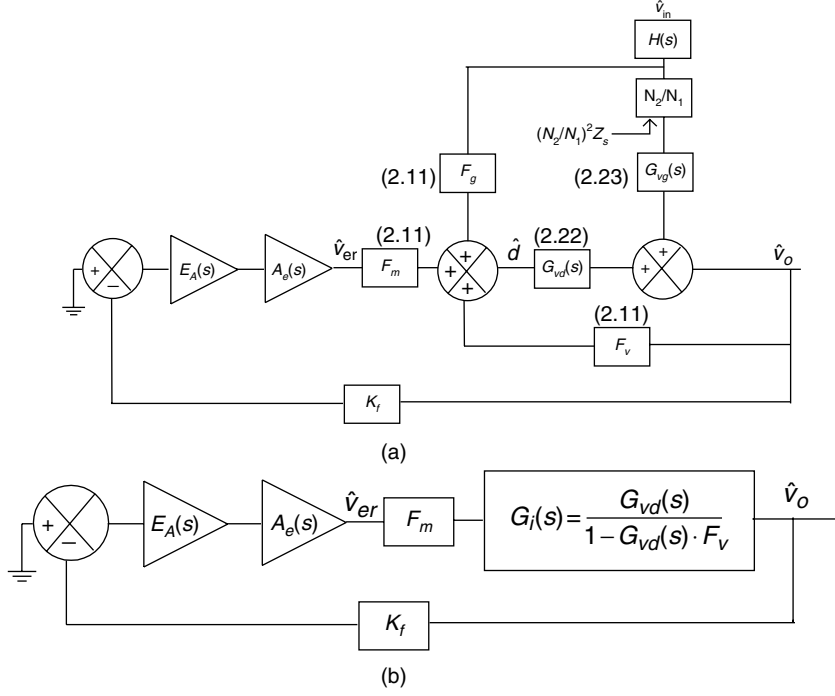 v̂in
H(s)
N2/N1
(N2/N1)²Zs
(2.11)
Fg
(2.23)
Gvg(s)
+
−
EA(s)
Ae(s)
v̂er
(2.11)
Fm
+
+
+
d̂
(2.22)
Gvd(s)
+
+
v̂o
(2.11)
Fv
Kf
(a)
+
−
EA(s)
Ae(s)
v̂er
Fm
Gi(s) = Gvd(s) / 1 − Gvd(s) · Fv
v̂o
Kf
(b)